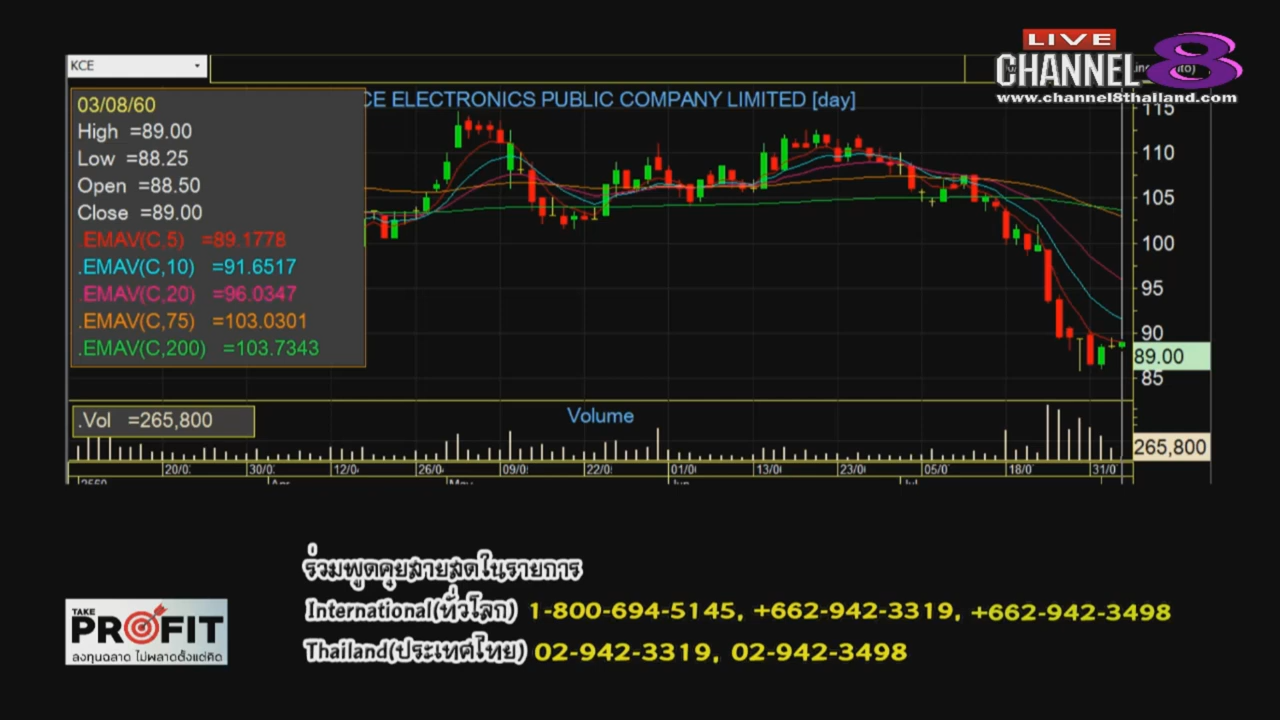 KCE
LIVE
CHANNEL 8
www.channel8thailand.com
CE ELECTRONICS PUBLIC COMPANY LIMITED [day]
03/08/60
High =89.00
Low =88.25
Open =88.50
Close =89.00
.EMAV(C,5) =89.1778
.EMAV(C,10) =91.6517
.EMAV(C,20) =96.0347
.EMAV(C,75) =103.0301
.EMAV(C,200) =103.7343
115
110
105
100
95
90
89.00
85
.Vol =265,800
Volume
265,800
20/0 30/0 12/0 26/0 09/0 22/0 01/0 13/0 23/0 05/0 18/0 31/0
2560 Apr May Jun Jul
ร่วมพูดคุยสายสดในรายการ
International(ทั่วโลก) 1-800-694-5145, +662-942-3319, +662-942-3498
Thailand(ประเทศไทย) 02-942-3319, 02-942-3498
TAKE
PROFIT
ลงทุนฉลาด ไม่พลาดตั้งแต่คิด